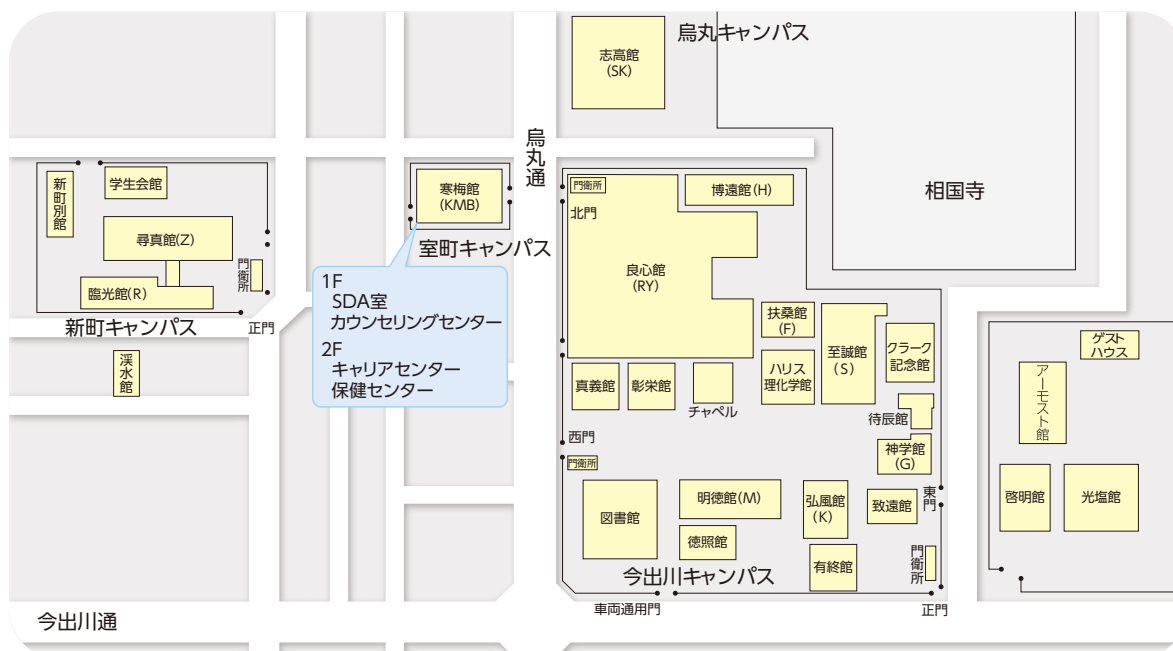 烏丸キャンパス
志高館
(SK)
烏丸通
相国寺
新町別館
学生会館
尋真館(Z)
臨光館(R)
門衛所
新町キャンパス
正門
渓水館
寒梅館
(KMB)
室町キャンパス
1F
SDA室
カウンセリングセンター
2F
キャリアセンター
保健センター
門衛所
北門
博遠館(H)
良心館
(RY)
扶桑館
(F)
至誠館
(S)
クラーク
記念館
ハリス
理化学館
真義館
彰栄館
チャペル
待辰館
神学館
(G)
西門
門衛所
図書館
明徳館(M)
徳照館
弘風館
(K)
致遠館
東門
有終館
門衛所
今出川キャンパス
車両通用門
正門
ゲスト
ハウス
アーモスト館
啓明館
光塩館
今出川通